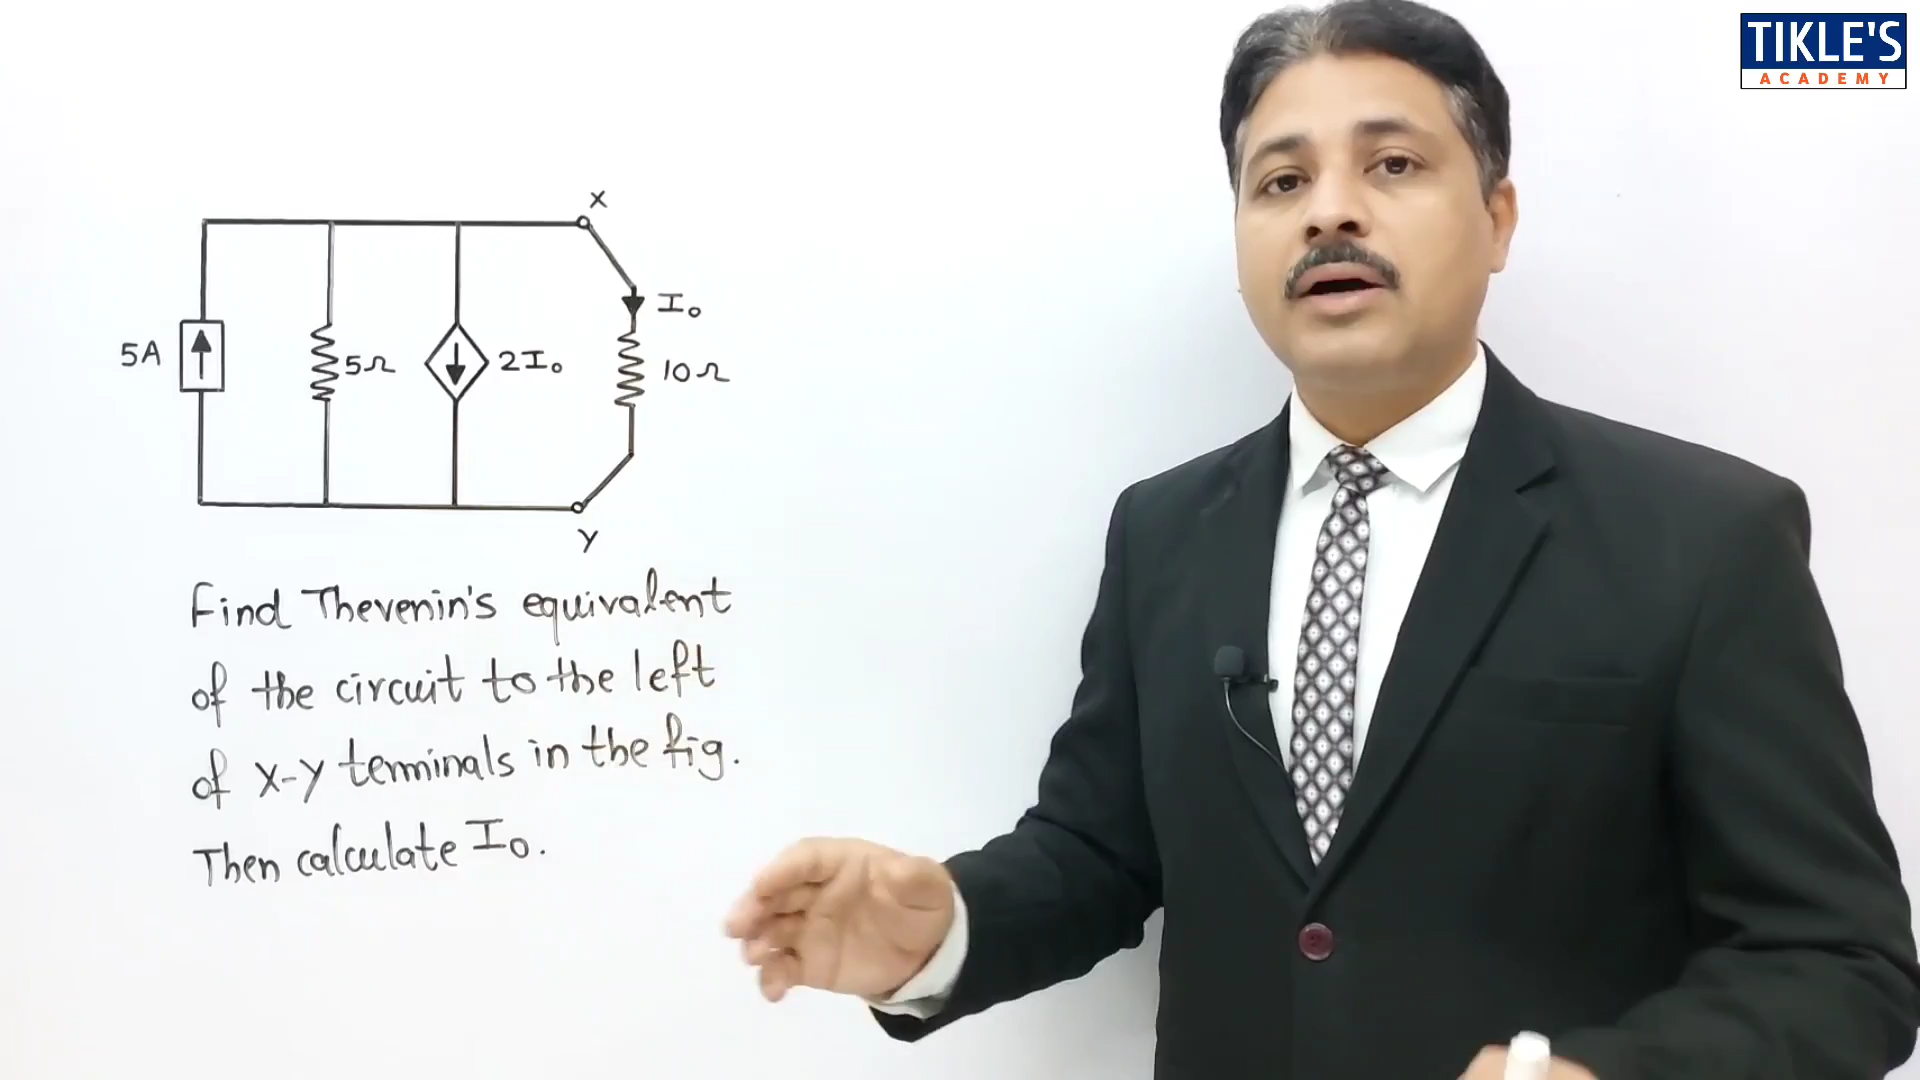 TIKLE'S
ACADEMY
X
I₀
5A
5Ω
2I₀
10Ω
Y
Find Thevenin's equivalent
of the circuit to the left
of X-Y terminals in the fig.
Then calculate I₀.